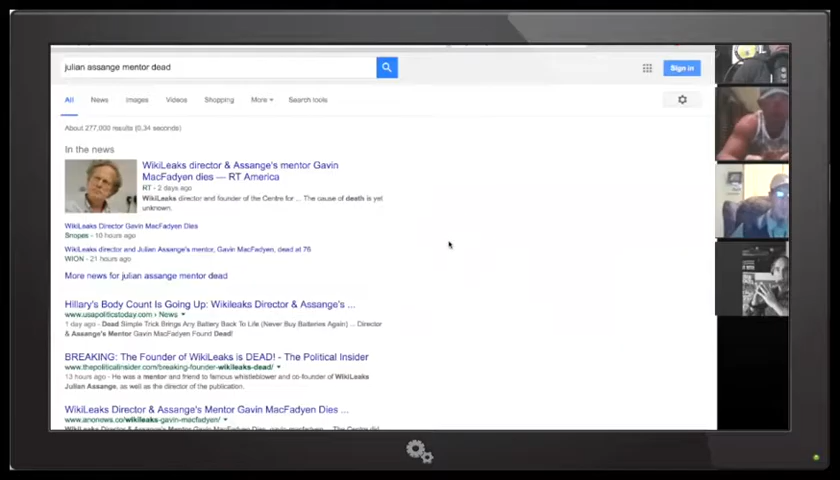 julian assange mentor dead
Sign in
All News Images Videos Shopping More Search tools
About 277,000 results (0.34 seconds)
In the news
WikiLeaks director & Assange's mentor Gavin
MacFadyen dies — RT America
RT - 2 days ago
WikiLeaks director and founder of the Centre for ... The cause of death is yet
unknown.
WikiLeaks Director Gavin MacFadyen Dies
Snopes - 10 hours ago
WikiLeaks director and Julian Assange's mentor, Gavin MacFadyen, dead at 76
WION - 21 hours ago
More news for julian assange mentor dead
Hillary's Body Count Is Going Up: Wikileaks Director & Assange's ...
www.usapoliticstoday.com › News
1 day ago - Dead Simple Trick Brings Any Battery Back To Life (Never Buy Batteries Again) ... Director
& Assange's Mentor Gavin MacFadyen Found Dead!
BREAKING: The Founder of WikiLeaks is DEAD! - The Political Insider
www.thepoliticalinsider.com/breaking-founder-wikileaks-dead/
13 hours ago - He was a mentor and friend to famous whistleblower and co-founder of WikiLeaks
Julian Assange, as well as the director of the publication.
WikiLeaks Director & Assange's Mentor Gavin MacFadyen Dies ...
www.anonews.co/wikileaks-gavin-macfadyen/